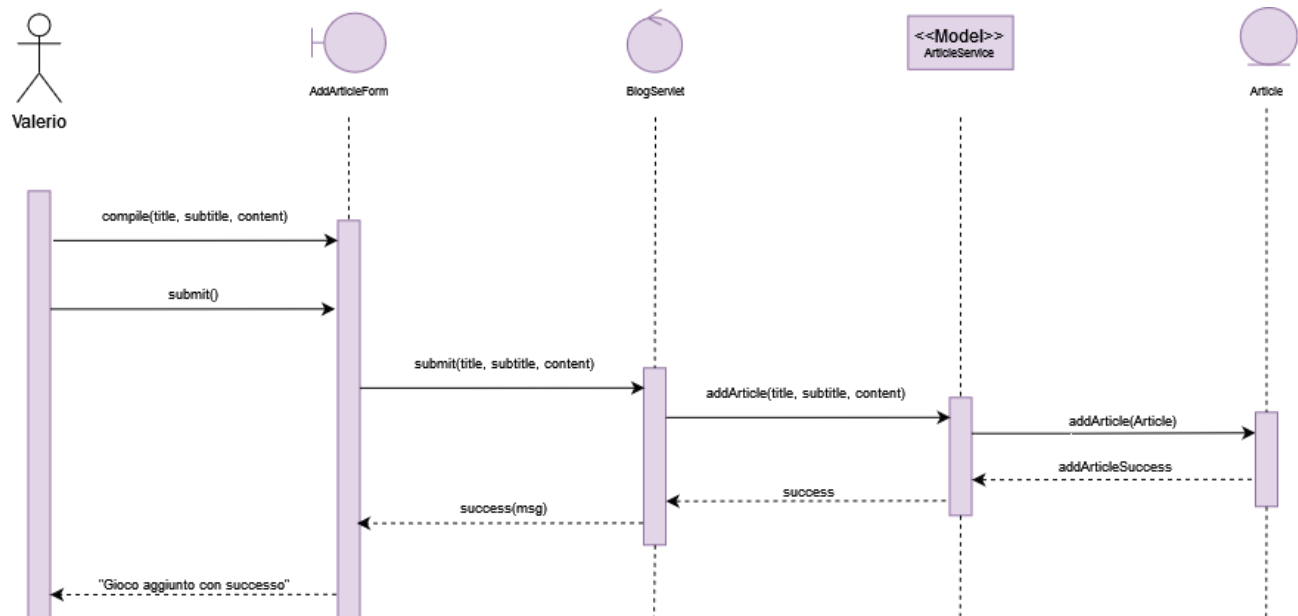 <<Model>>
ArticleService
Valerio
AddArticleForm
BlogServlet
Article
compile(title, subtitle, content)
submit()
submit(title, subtitle, content)
addArticle(title, subtitle, content)
addArticle(Article)
addArticleSuccess
success
success(msg)
"Gioco aggiunto con successo"